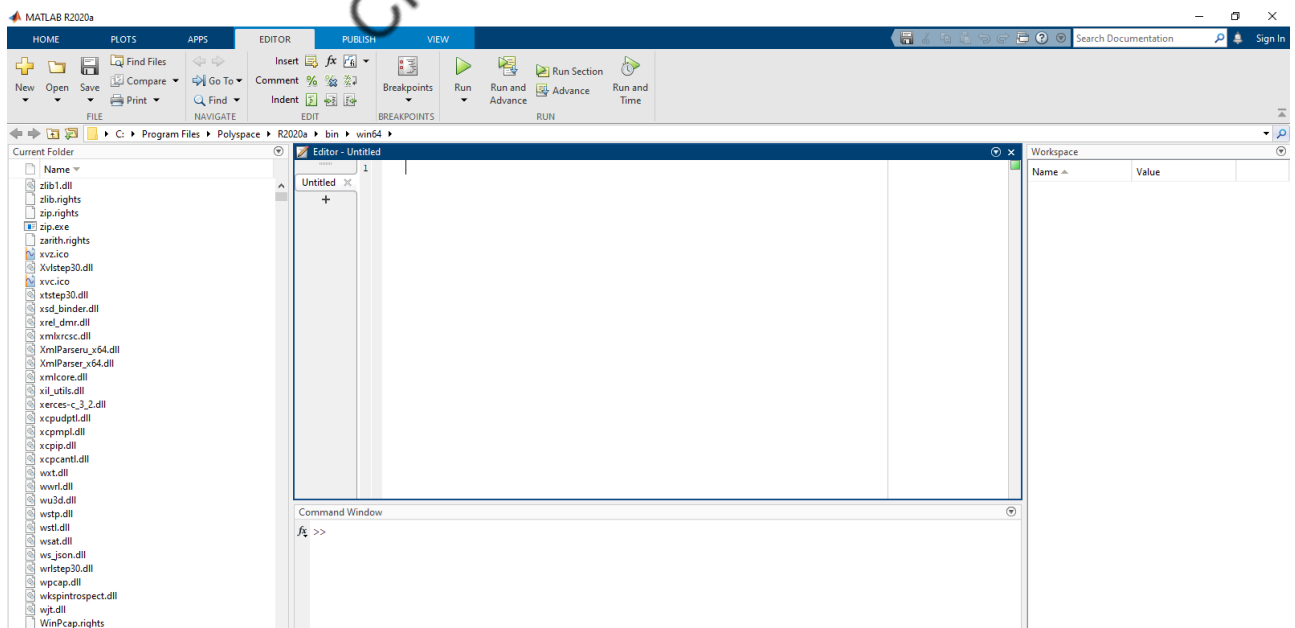 MATLAB R2020a
HOME PLOTS APPS EDITOR PUBLISH VIEW Search Documentation Sign In
New Open Save Find Files Compare Print Go To Find Insert fx Comment % Indent Breakpoints Run Run and Advance Run Section Advance Run and Time
FILE NAVIGATE EDIT BREAKPOINTS RUN
C: Program Files Polyspace R2020a bin win64
Current Folder
Name
zlib1.dll
zlib.rights
zip.rights
zip.exe
zarith.rights
xvz.ico
Xvlstep30.dll
xvc.ico
xtstep30.dll
xsd_binder.dll
xrel_dmr.dll
xmlxrcsc.dll
XmlParseru_x64.dll
XmlParser_x64.dll
xmlcore.dll
xil_utils.dll
xerces-c_3_2.dll
xcpudptl.dll
xcpmpl.dll
xcpip.dll
xcpcantl.dll
wxt.dll
wwrl.dll
wu3d.dll
wstp.dll
wstl.dll
wsat.dll
ws_json.dll
wrlstep30.dll
wpcap.dll
wkspintrospect.dll
wjt.dll
WinPcap.rights
Editor - Untitled
Untitled
1
+
Command Window
fx >>
Workspace
Name Value